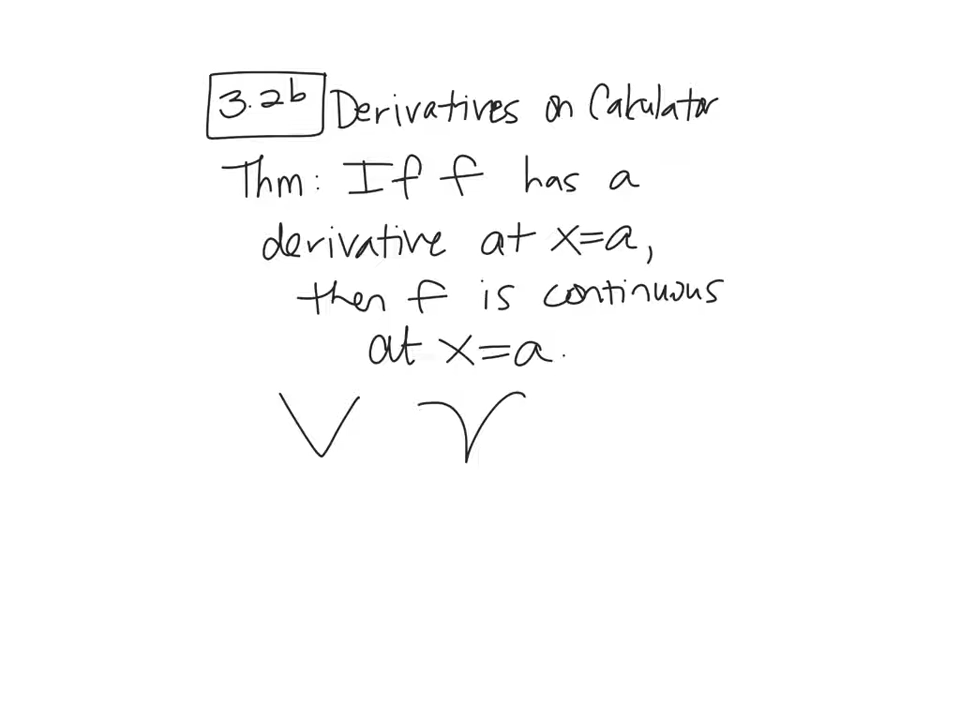 3.2b Derivatives on Calculator
Thm: If f has a
derivative at x=a,
then f is continuous
at x=a.